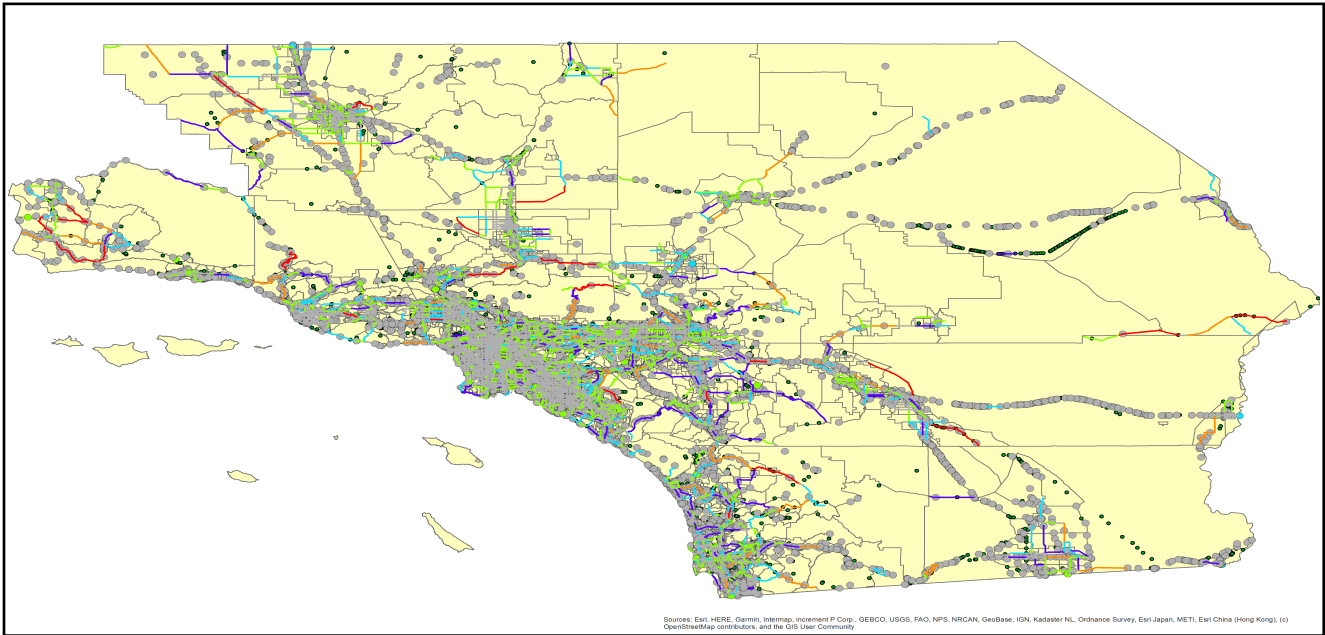 Sources: Esri, HERE, Garmin, Intermap, increment P Corp., GEBCO, USGS, FAO, NPS, NRCAN, GeoBase, IGN, Kadaster NL, Ordnance Survey, Esri Japan, METI, Esri China (Hong Kong), (c)
OpenStreetMap contributors, and the GIS User Community